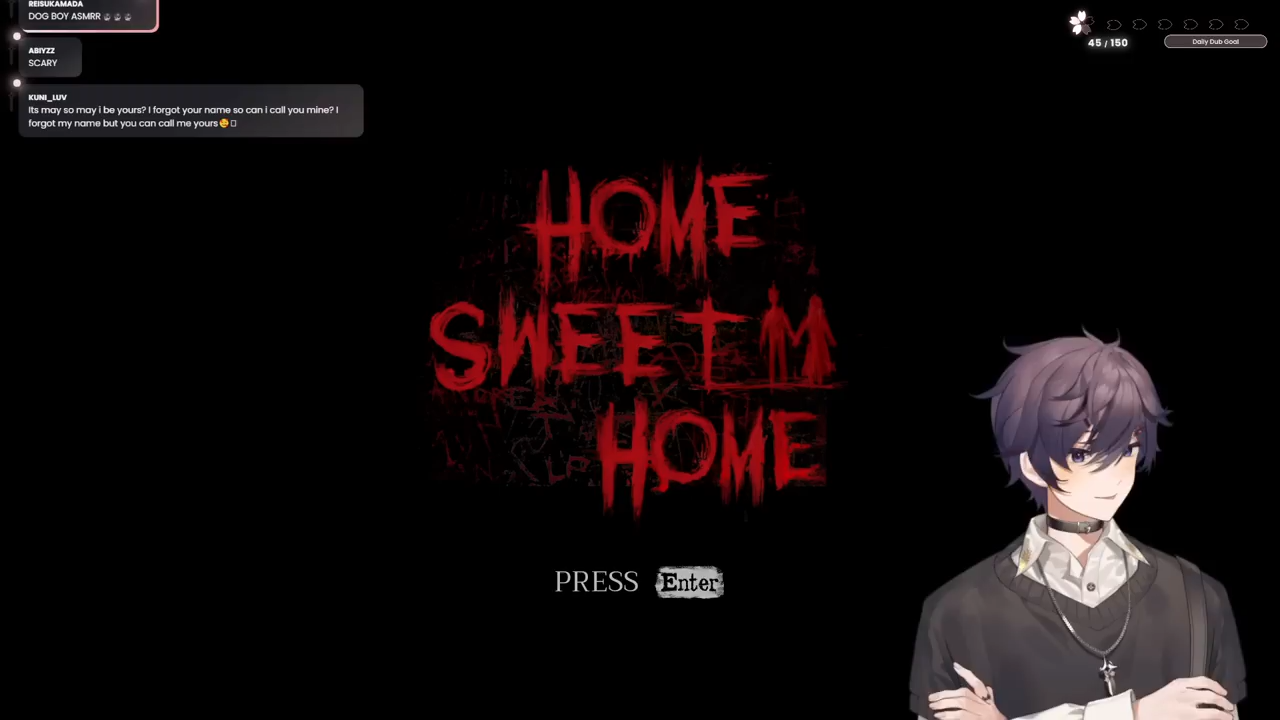 REISUKAMADA
DOG BOY ASMRR
ABIYZZ
SCARY
KUNI_LUV
Its may so may i be yours? I forgot your name so can i call you mine? I
forgot my name but you can call me yours
45 / 150
Daily Dub Goal
HOME
SWEET
HOME
PRESS Enter